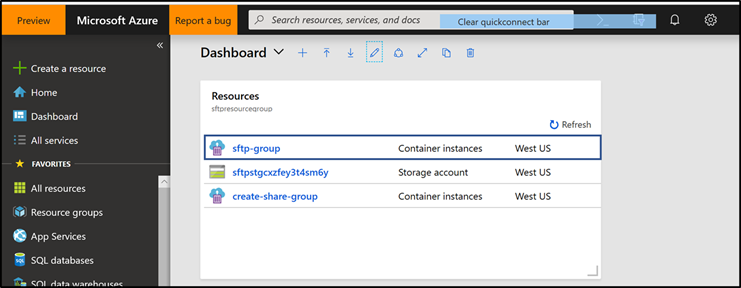 Preview
Microsoft Azure
Report a bug
Search resources, services, and docs
Clear quickconnect bar
«
Create a resource
Home
Dashboard
All services
FAVORITES
All resources
Resource groups
App Services
SQL databases
SQL data warehouses
Dashboard
Resources
sftpresourcegroup
Refresh
sftp-group Container instances West US
sftpstgcxzfey3t4sm6y Storage account West US
create-share-group Container instances West US